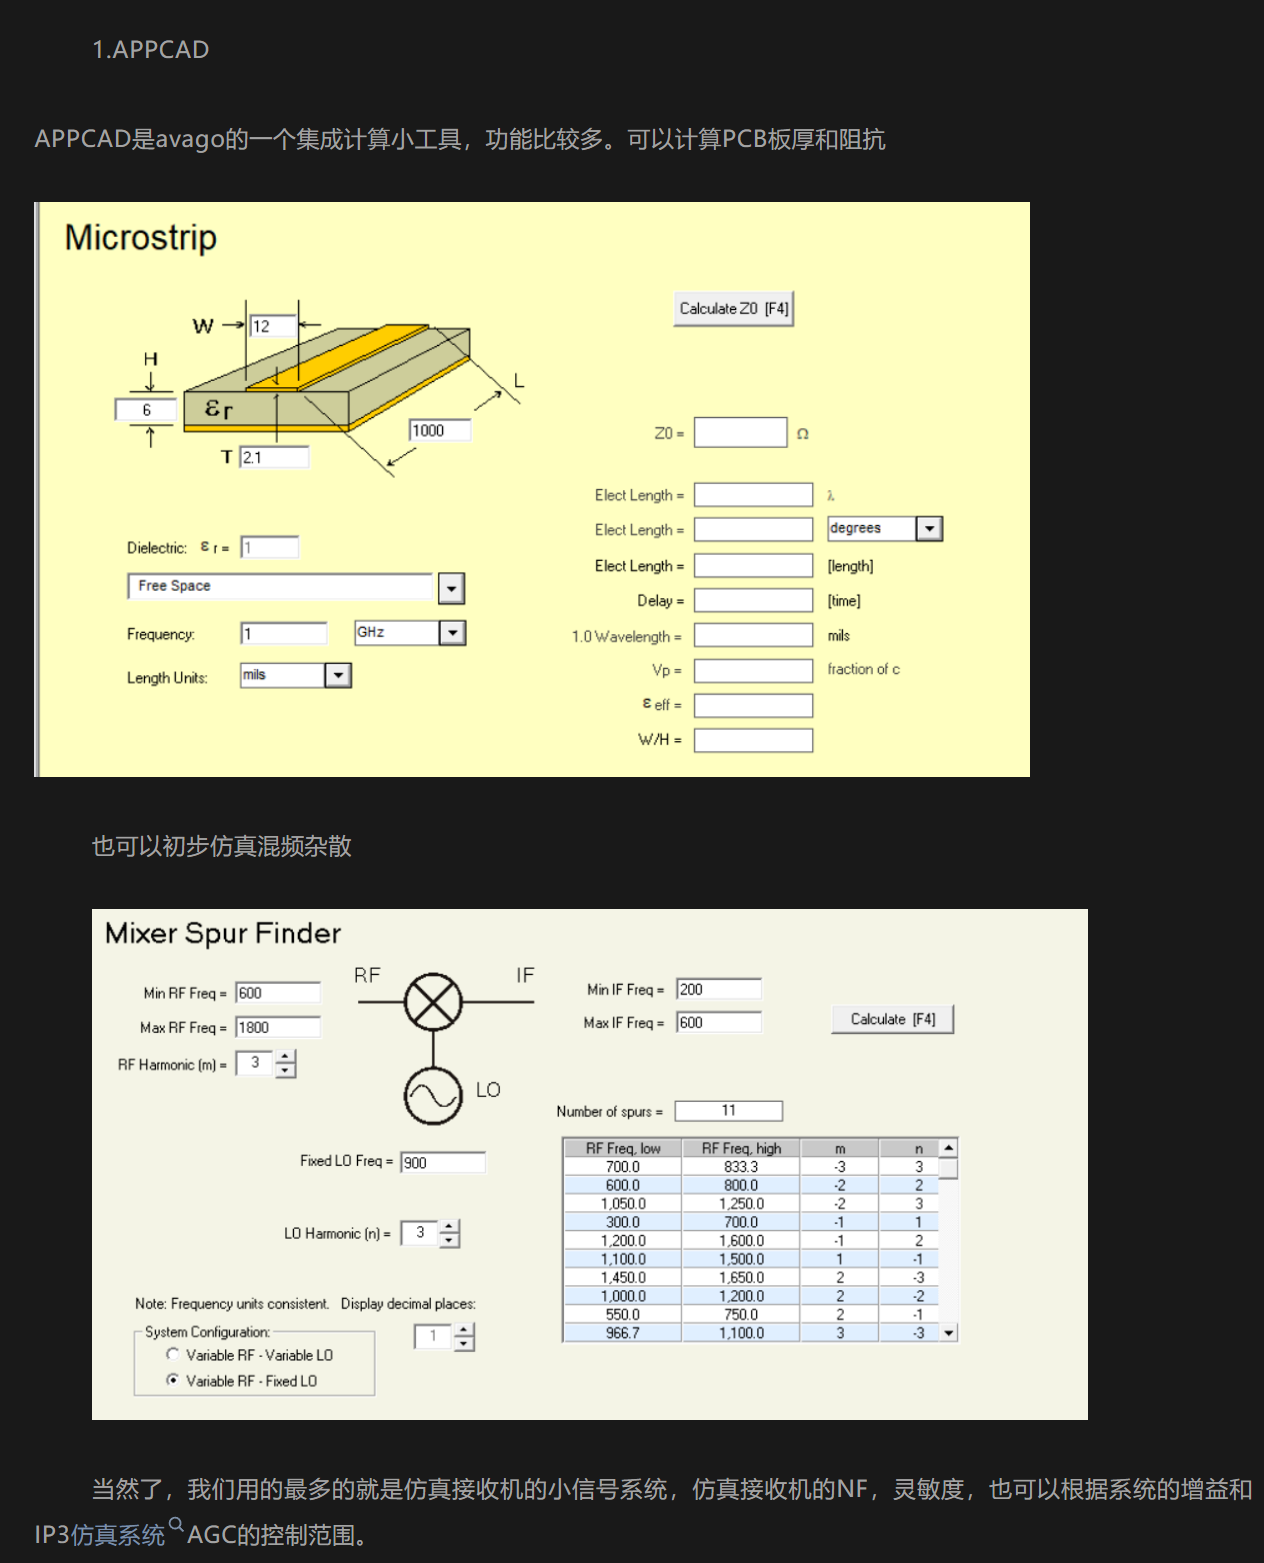 1.APPCAD
APPCAD是avago的一个集成计算小工具，功能比较多。可以计算PCB板厚和阻抗
Microstrip
W 12
H
6
εr
T 2.1
L
1000
Calculate Z0 [F4]
Z0 = Ω
Elect Length = λ
Elect Length = degrees
Elect Length = [length]
Delay = [time]
1.0 Wavelength = mils
Vp = fraction of c
ε eff =
W/H =
Dielectric: ε r = 1
Free Space
Frequency: 1 GHz
Length Units: mils
也可以初步仿真混频杂散
Mixer Spur Finder
Min RF Freq = 600
Max RF Freq = 1800
RF Harmonic (m) = 3
RF IF
LO
Min IF Freq = 200
Max IF Freq = 600
Calculate [F4]
Fixed LO Freq = 900
LO Harmonic (n) = 3
Number of spurs = 11
RF Freq, low RF Freq, high m n
700.0 833.3 -3 3
600.0 800.0 -2 2
1,050.0 1,250.0 -2 3
300.0 700.0 -1 1
1,200.0 1,600.0 -1 2
1,100.0 1,500.0 1 -1
1,450.0 1,650.0 2 -3
1,000.0 1,200.0 2 -2
550.0 750.0 2 -1
966.7 1,100.0 3 -3
Note: Frequency units consistent. Display decimal places:
1
System Configuration:
Variable RF - Variable LO
Variable RF - Fixed LO
当然了，我们用的最多的就是仿真接收机的小信号系统，仿真接收机的NF，灵敏度，也可以根据系统的增益和
IP3仿真系统AGC的控制范围。